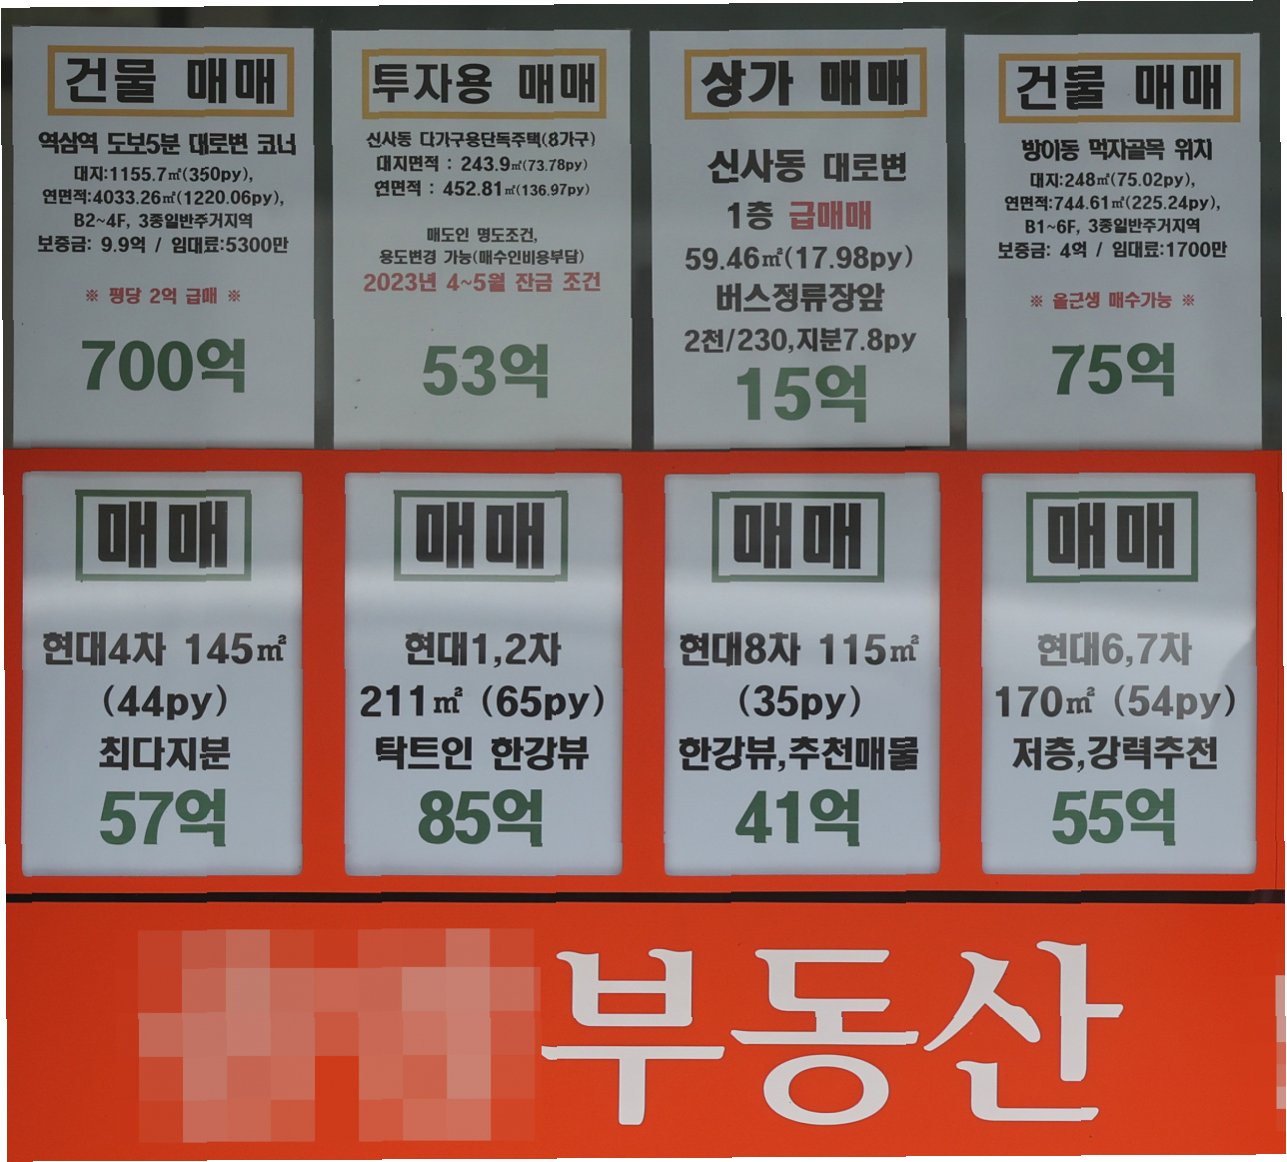 건물 매매
역삼역 도보5분 대로변 코너
대지:1155.7㎡(350py),
연면적:4033.26㎡(1220.06py),
B2~4F, 3종일반주거지역
보증금: 9.9억 / 임대료:5300만
※ 평당 2억 급매 ※
700억
투자용 매매
신사동 다가구용단독주택(8가구)
대지면적 : 243.9㎡(73.78py)
연면적 : 452.81㎡(136.97py)
매도인 명도조건,
용도변경 가능(매수인비용부담)
2023년 4~5월 잔금 조건
53억
상가 매매
신사동 대로변
1층 급매매
59.46㎡(17.98py)
버스정류장앞
2천/230,지분7.8py
15억
건물 매매
방이동 먹자골목 위치
대지:248㎡(75.02py),
연면적:744.61㎡(225.24py),
B1~6F, 3종일반주거지역
보증금: 4억 / 임대료:1700만
※ 올근생 매수가능 ※
75억
매매
현대4차 145㎡
(44py)
최다지분
57억
매매
현대1,2차
211㎡ (65py)
탁트인 한강뷰
85억
매매
현대8차 115㎡
(35py)
한강뷰,추천매물
41억
매매
현대6,7차
170㎡ (54py)
저층,강력추천
55억
부동산